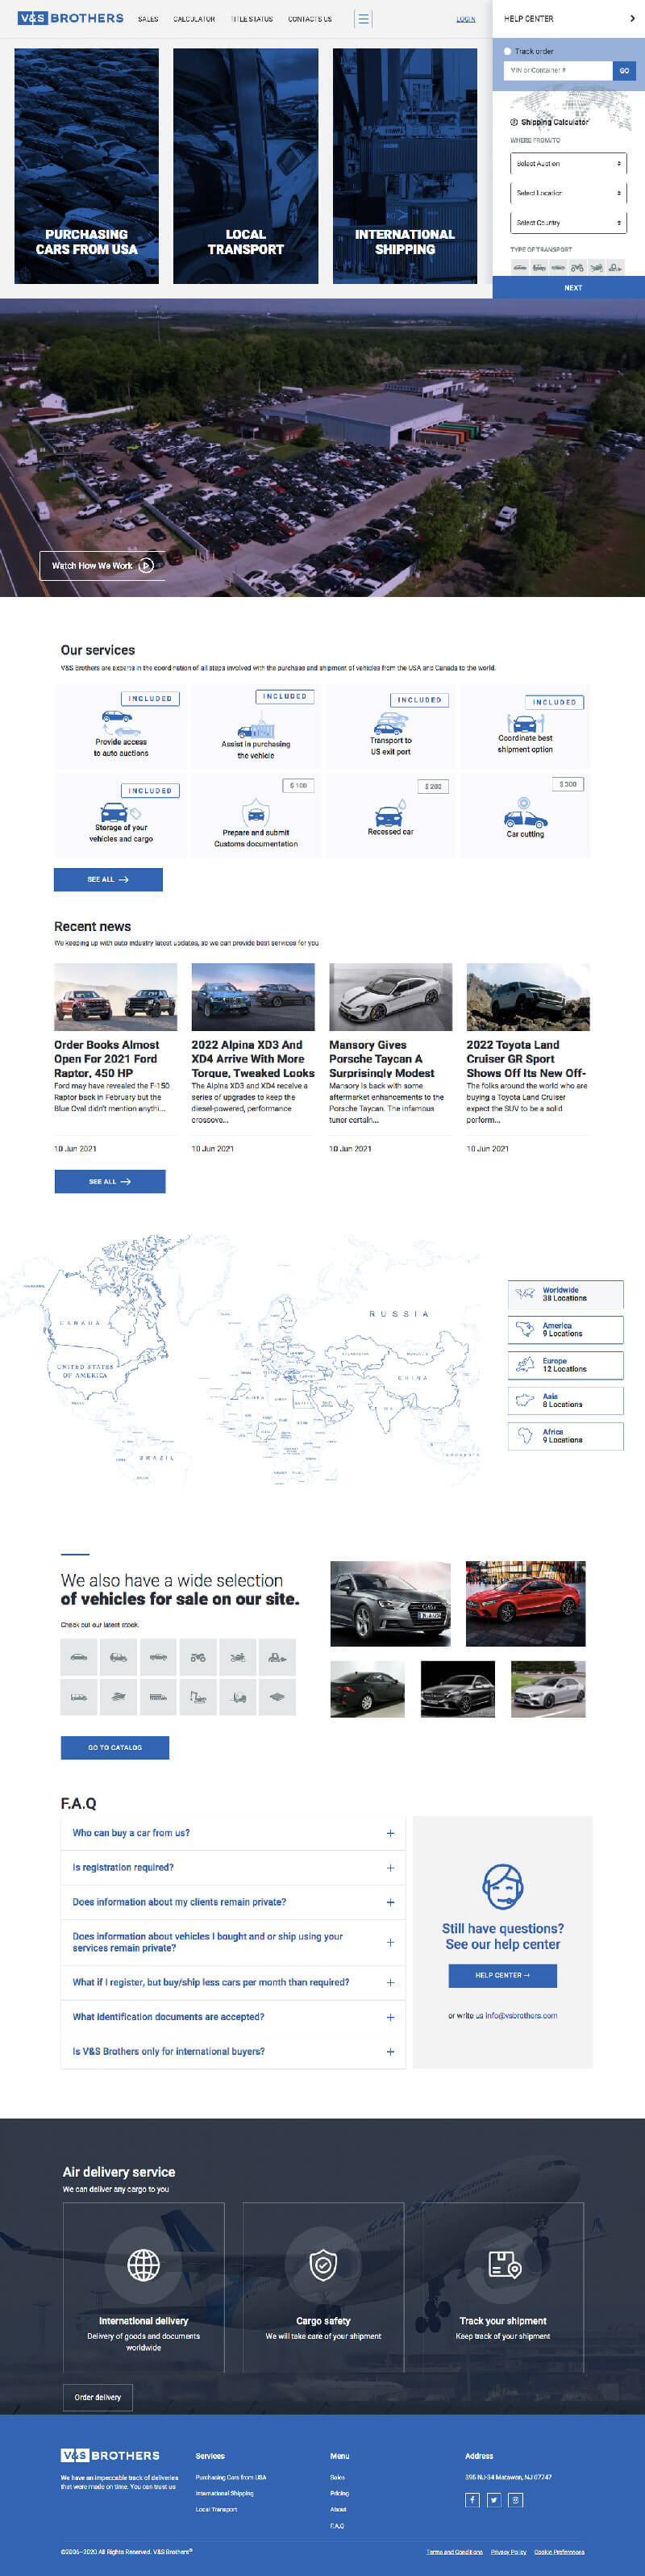 V&S BROTHERS
SALES
CALCULATOR
TITLE STATUS
CONTACTS US
LOGIN
HELP CENTER
Track order
VIN or Container #
GO
Shipping Calculator
WHERE FROM/TO
Select Auction
Select Location
Select Country
TYPE OF TRANSPORT
NEXT
PURCHASING
CARS FROM USA
LOCAL
TRANSPORT
INTERNATIONAL
SHIPPING
Watch How We Work
Our services
V&S Brothers are experts in the coordination of all steps involved with the purchase and shipment of vehicles from the USA and Canada to the world.
INCLUDED
Provide access
to auto auctions
INCLUDED
Assist in purchasing
the vehicle
INCLUDED
Transport to
US exit port
INCLUDED
Coordinate best
shipment option
INCLUDED
Storage of your
vehicles and cargo
$ 100
Prepare and submit
Customs documentation
$ 200
Recessed car
$ 300
Car cutting
SEE ALL →
Recent news
We keeping up with auto industry latest updates, so we can provide best services for you
Order Books Almost
Open For 2021 Ford
Raptor, 450 HP
Ford may have revealed the F-150
Raptor back in February but the
Blue Oval didn't mention anythi...
10 Jun 2021
2022 Alpina XD3 And
XD4 Arrive With More
Torque, Tweaked Looks
The Alpina XD3 and XD4 receive a
series of upgrades to keep the
diesel-powered, performance
crossove...
10 Jun 2021
Mansory Gives
Porsche Taycan A
Surprisingly Modest
Mansory is back with some
aftermarket enhancements to the
Porsche Taycan. The infamous
tuner certain...
10 Jun 2021
2022 Toyota Land
Cruiser GR Sport
Shows Off Its New Off-
The folks around the world who are
buying a Toyota Land Cruiser
expect the SUV to be a solid
perform...
10 Jun 2021
SEE ALL →
CANADA
UNITED STATES
OF AMERICA
BRAZIL
RUSSIA
CHINA
Worldwide
38 Locations
America
9 Locations
Europe
12 Locations
Asia
8 Locations
Africa
9 Locations
We also have a wide selection
of vehicles for sale on our site.
Check out our latest stock.
GO TO CATALOG
F.A.Q
Who can buy a car from us?
Is registration required?
Does information about my clients remain private?
Does information about vehicles I bought and or ship using your
services remain private?
What if I register, but buy/ship less cars per month than required?
What identification documents are accepted?
Is V&S Brothers only for international buyers?
Still have questions?
See our help center
HELP CENTER →
or write us info@vsbrothers.com
Air delivery service
We can deliver any cargo to you
International delivery
Delivery of goods and documents
worldwide
Cargo safety
We will take care of your shipment
Track your shipment
Keep track of your shipment
Order delivery
V&S BROTHERS
We have an impeccable track of deliveries
that were made on time. You can trust us
Services
Purchasing Cars from USA
International Shipping
Local Transport
Menu
Sales
Pricing
About
F.A.Q
Address
395 NJ-34 Matawan, NJ 07747
©2006–2020 All Rights Reserved. V&S Brothers®
Terms and Conditions
Privacy Policy
Cookie Preferences